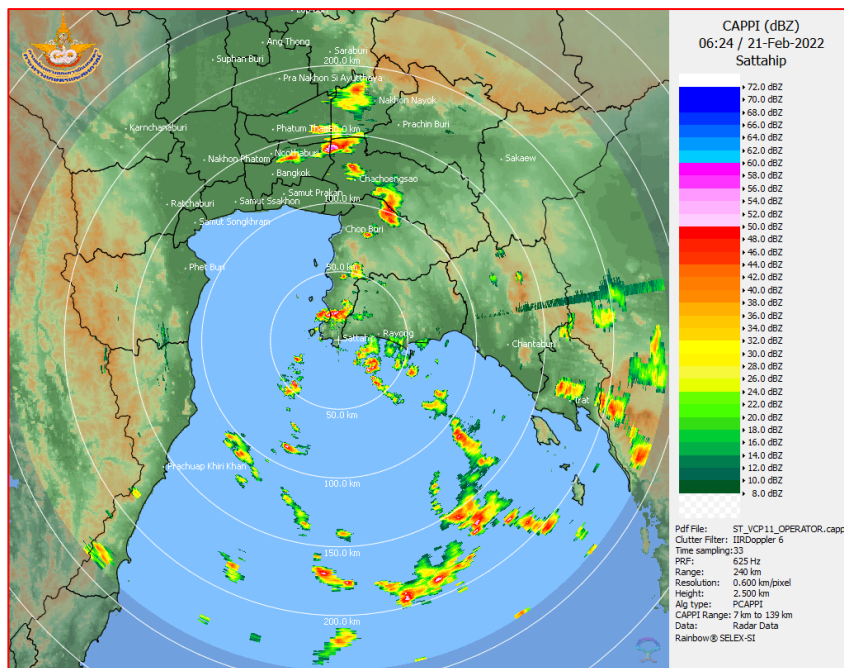 CAPPI (dBZ)
06:24 / 21-Feb-2022
Sattahip
72.0 dBZ
70.0 dBZ
68.0 dBZ
66.0 dBZ
64.0 dBZ
62.0 dBZ
60.0 dBZ
58.0 dBZ
56.0 dBZ
54.0 dBZ
52.0 dBZ
50.0 dBZ
48.0 dBZ
46.0 dBZ
44.0 dBZ
42.0 dBZ
40.0 dBZ
38.0 dBZ
36.0 dBZ
34.0 dBZ
32.0 dBZ
30.0 dBZ
28.0 dBZ
26.0 dBZ
24.0 dBZ
22.0 dBZ
20.0 dBZ
18.0 dBZ
16.0 dBZ
14.0 dBZ
12.0 dBZ
10.0 dBZ
8.0 dBZ
Pdf File: ST_VCP11_OPERATOR.capp
Clutter Filter: IIRDoppler 6
Time sampling:33
PRF: 625 Hz
Range: 240 km
Resolution: 0.600 km/pixel
Height: 2.500 km
Alg type: PCAPPI
CAPPI Range: 7 km to 139 km
Data: Radar Data
Rainbow® SELEX-SI
Ang Thong
Saraburi
Suphan Buri
200.0 km
Pra Nakhon Si Ayutthaya
Nakhon Nayok
Karnchanaburi
Prachin Buri
Nakhon Phatom
Sakaew
Bangkok
Chachoengsao
Samut Prakan
100.0 km
Ratchaburi
Samut Ssakhon
Samut Songkhram
Chon Buri
Phet Buri
50.0 km
Rayong
Chantaburi
50.0 km
Prachuap Khiri Khan
100.0 km
150.0 km
200.0 km